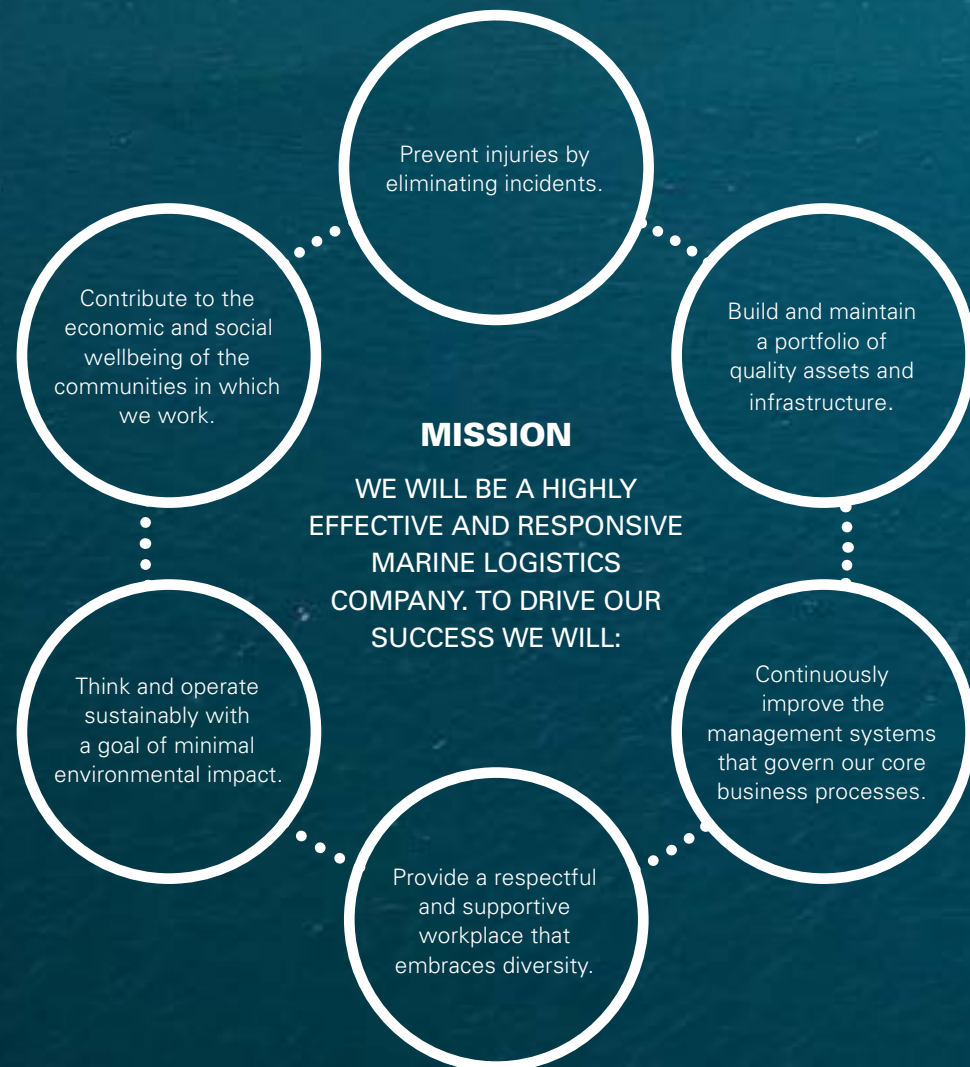 Prevent injuries by
eliminating incidents.
Contribute to the
economic and social
wellbeing of the
communities in which
we work.
Build and maintain
a portfolio of
quality assets and
infrastructure.
MISSION
WE WILL BE A HIGHLY
EFFECTIVE AND RESPONSIVE
MARINE LOGISTICS
COMPANY. TO DRIVE OUR
SUCCESS WE WILL:
Think and operate
sustainably with
a goal of minimal
environmental impact.
Continuously
improve the
management systems
that govern our core
business processes.
Provide a respectful
and supportive
workplace that
embraces diversity.